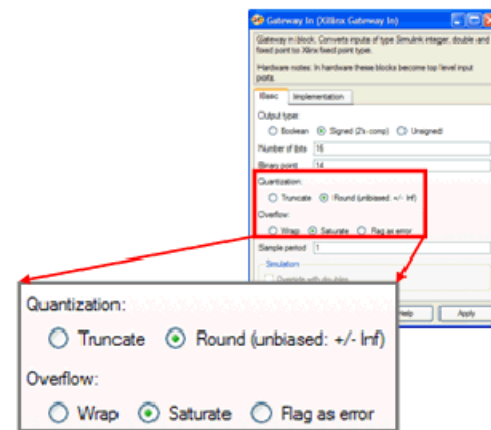 Gateway In (Xilinx Gateway In)
Gateway in block. Converts inputs of type Simulink integer, double and
fixed point to Xilinx fixed point type.
Hardware notes: In hardware these blocks become top level input
ports.
Basic Implementation
Output type:
Boolean Signed (2's comp) Unsigned
Number of bits 16
Binary point 14
Quantization:
Truncate Round (unbiased: +/- Inf)
Overflow:
Wrap Saturate Flag as error
Sample period 1
Simulation
Override with doubles
Help Apply
Quantization:
Truncate Round (unbiased: +/- Inf)
Overflow:
Wrap Saturate Flag as error